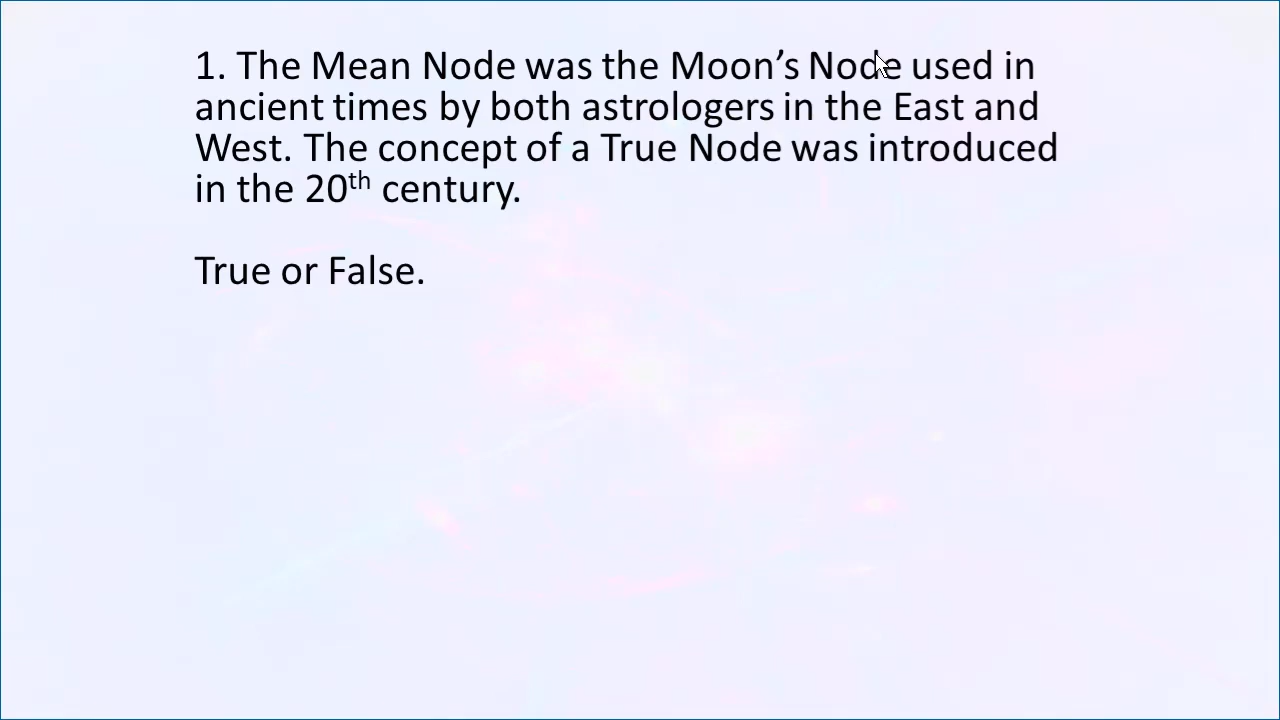 1. The Mean Node was the Moon’s Node used in
ancient times by both astrologers in the East and
West. The concept of a True Node was introduced
in the 20th century.
True or False.